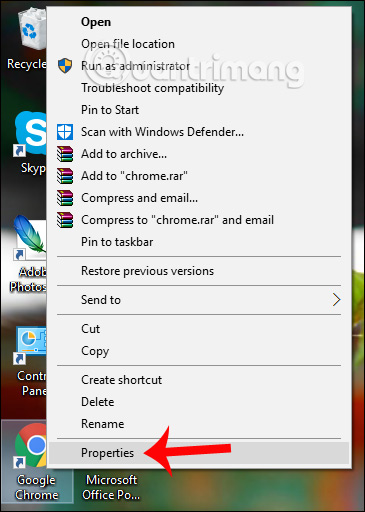 Open
Open file location
Run as administrator
Troubleshoot compatibility
Pin to Start
Scan with Windows Defender...
Add to archive...
Add to "chrome.rar"
Compress and email...
Compress to "chrome.rar" and email
Pin to taskbar
Restore previous versions
Send to
Cut
Copy
Create shortcut
Delete
Rename
Properties
Recycle
Skyp
Adob
Photosh
Contr
Pane
Google
Chrome
Microsoft
Office Po...
uantrimang